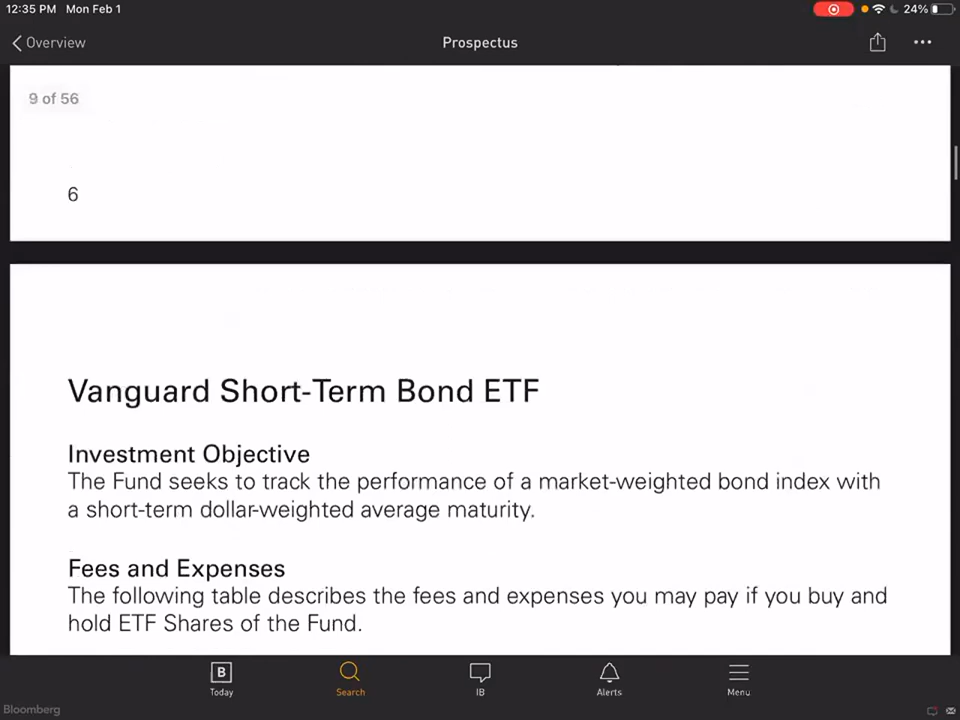 12:35 PM Mon Feb 1
24%
Overview
Prospectus
9 of 56
6
Vanguard Short-Term Bond ETF
Investment Objective
The Fund seeks to track the performance of a market-weighted bond index with
a short-term dollar-weighted average maturity.
Fees and Expenses
The following table describes the fees and expenses you may pay if you buy and
hold ETF Shares of the Fund.
B
Today
Search
IB
Alerts
Menu
Bloomberg